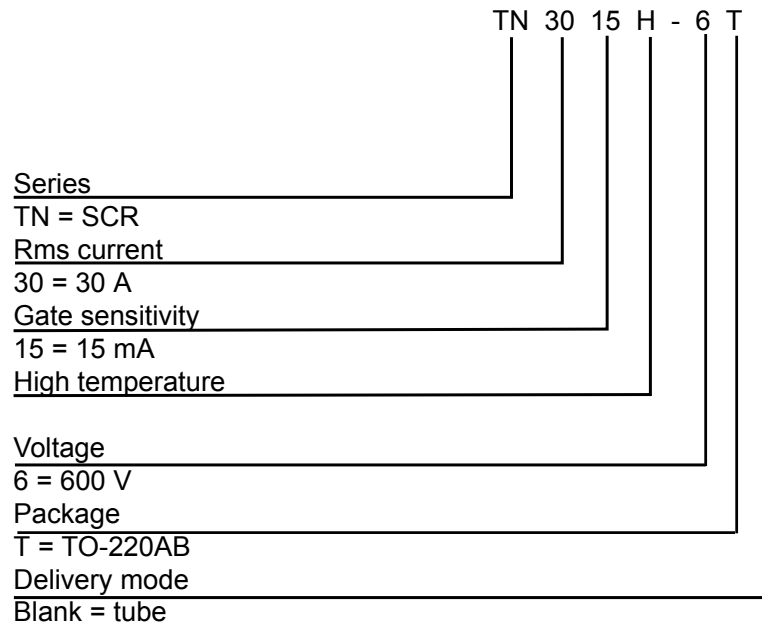 TN 30 15 H - 6 T
Series
TN = SCR
Rms current
30 = 30 A
Gate sensitivity
15 = 15 mA
High temperature
Voltage
6 = 600 V
Package
T = TO-220AB
Delivery mode
Blank = tube